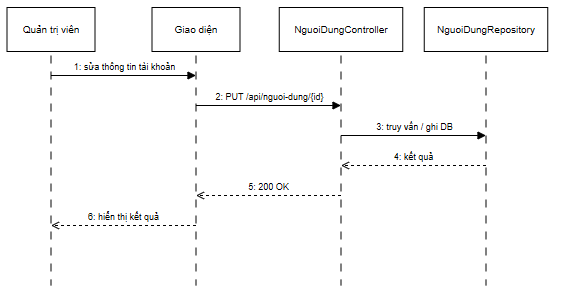 Quản trị viên
Giao diện
NguoiDungController
NguoiDungRepository
1: sửa thông tin tài khoản
2: PUT /api/nguoi-dung/{id}
3: truy vấn / ghi DB
4: kết quả
5: 200 OK
6: hiển thị kết quả